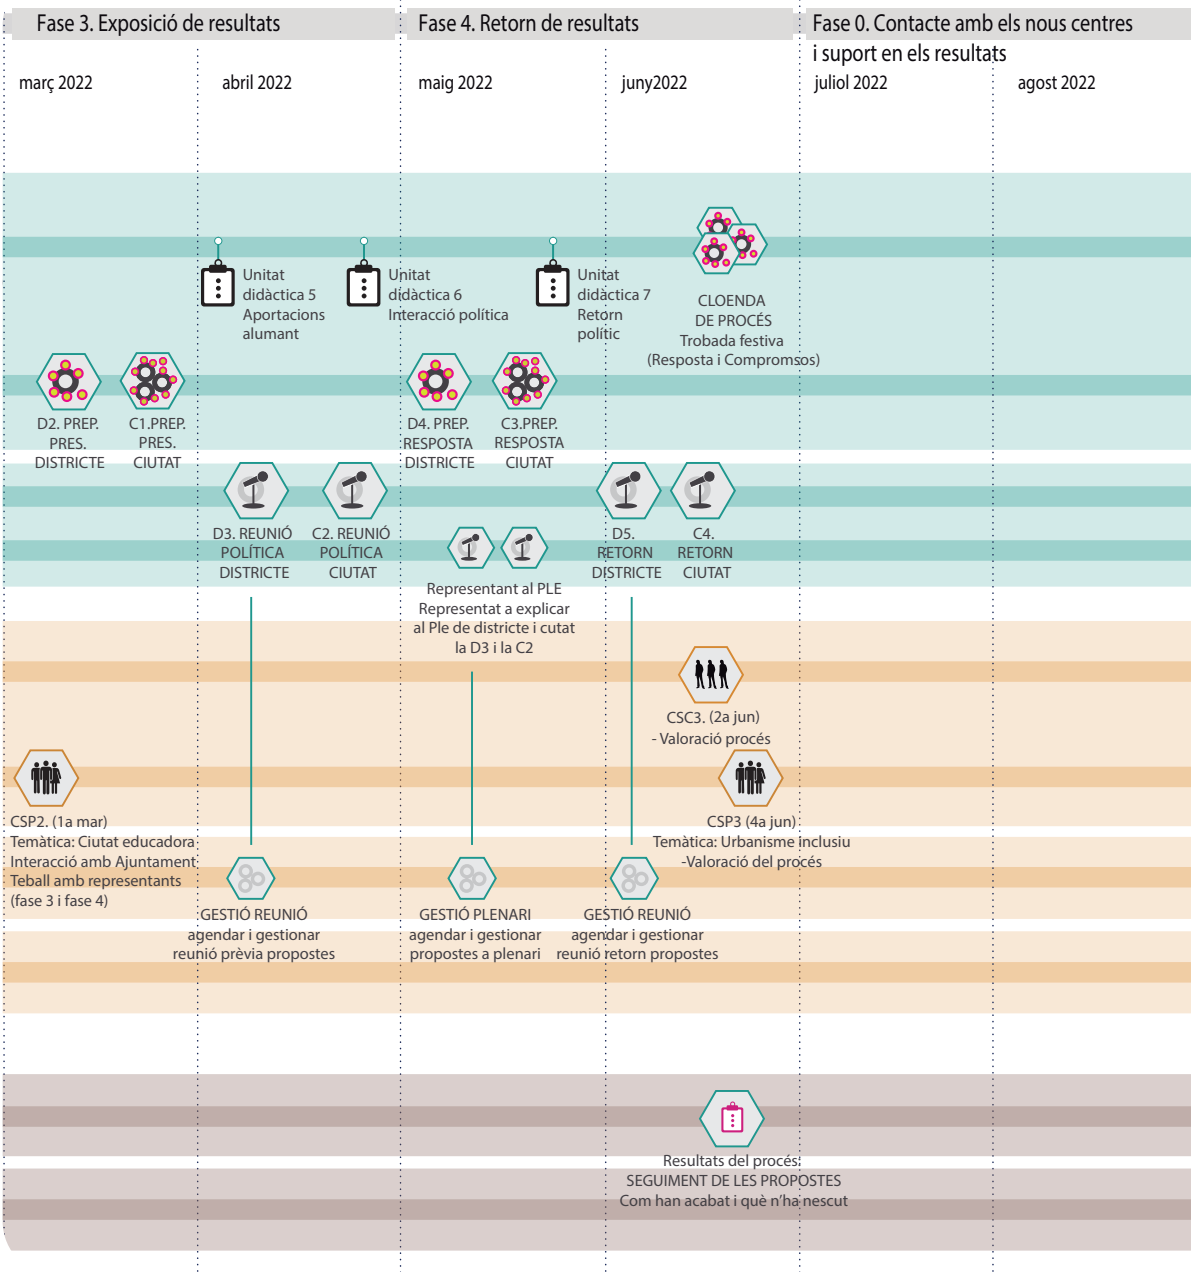 Fase 3. Exposició de resultats
Fase 4. Retorn de resultats
Fase 0. Contacte amb els nous centres
i suport en els resultats
març 2022
abril 2022
maig 2022
juny2022
juliol 2022
agost 2022
Unitat
didàctica 5
Aportacions
alumant
Unitat
didàctica 6
Interacció política
Unitat
didàctica 7
Retorn
polític
CLOENDA
DE PROCÉS
Trobada festiva
(Resposta i Compromsos)
D2. PREP.
PRES.
DISTRICTE
C1.PREP.
PRES.
CIUTAT
D4. PREP.
RESPOSTA
DISTRICTE
C3.PREP.
RESPOSTA
CIUTAT
D3. REUNIÓ
POLÍTICA
DISTRICTE
C2. REUNIÓ
POLÍTICA
CIUTAT
D5.
RETORN
DISTRICTE
C4.
RETORN
CIUTAT
Representant al PLE
Representat a explicar
al Ple de districte i cutat
la D3 i la C2
CSC3. (2a jun)
- Valoració procés
CSP2. (1a mar)
Temàtica: Ciutat educadora
Interacció amb Ajuntament
Teball amb representants
(fase 3 i fase 4)
CSP3 (4a jun)
Temàtica: Urbanisme inclusiu
-Valoració del procés
GESTIÓ REUNIÓ
agendar i gestionar
reunió prèvia propostes
GESTIÓ PLENARI
agendar i gestionar
propostes a plenari
GESTIÓ REUNIÓ
agendar i gestionar
reunió retorn propostes
Resultats del procés:
SEGUIMENT DE LES PROPOSTES
Com han acabat i què n'ha nescut